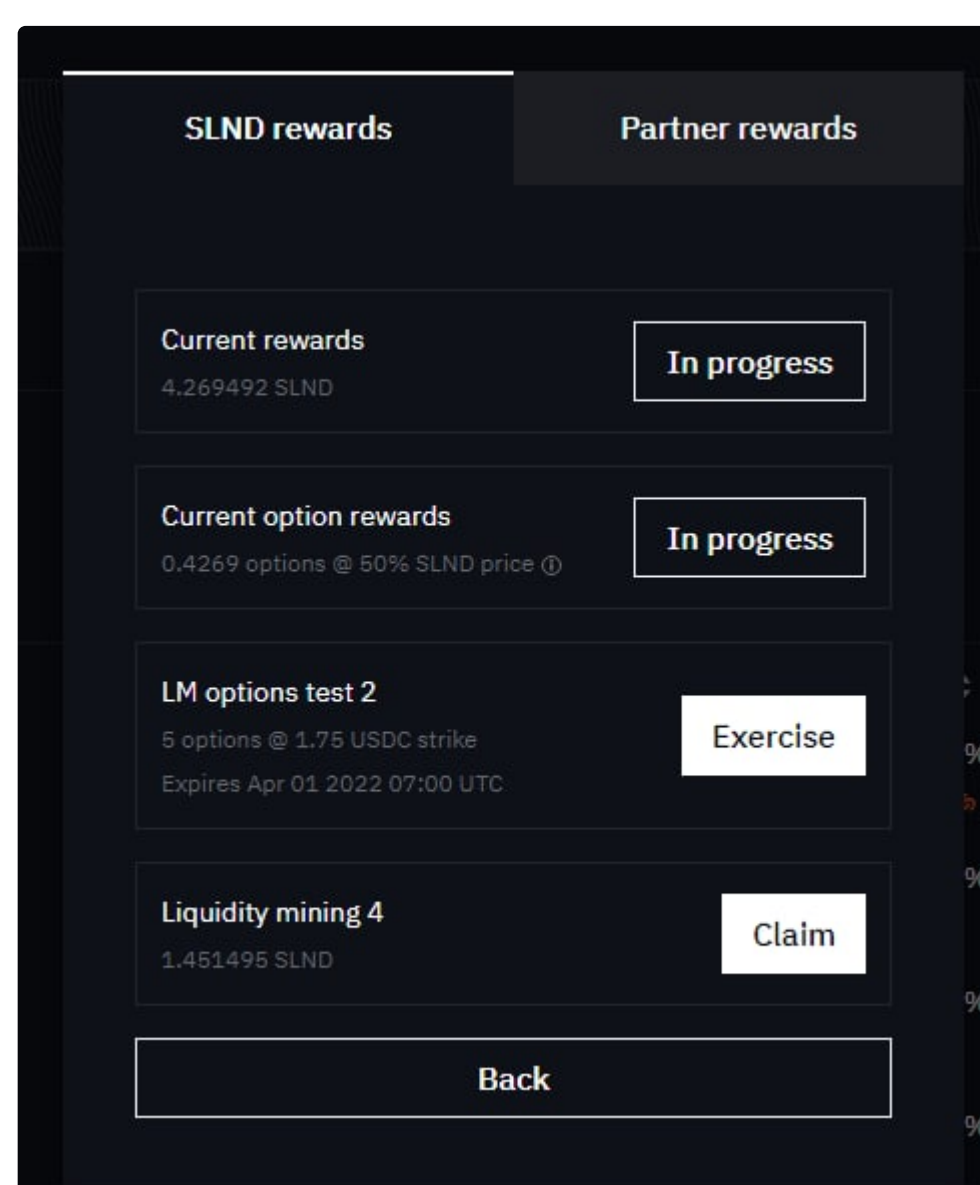 SLND rewards
Partner rewards
Current rewards
4.269492 SLND
In progress
Current option rewards
0.4269 options @ 50% SLND price ⓘ
In progress
LM options test 2
5 options @ 1.75 USDC strike
Expires Apr 01 2022 07:00 UTC
Exercise
Liquidity mining 4
1.451495 SLND
Claim
Back
%
%
%
%